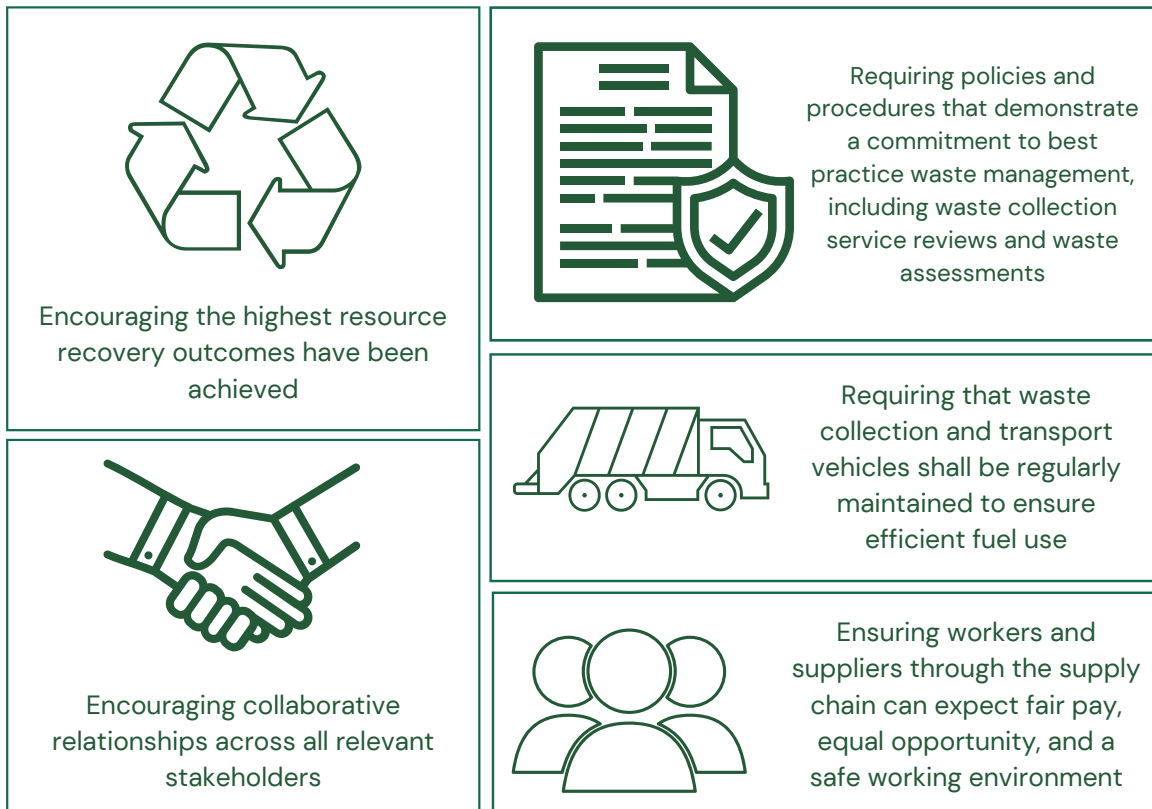 Encouraging the highest resource
recovery outcomes have been
achieved
Requiring policies and
procedures that demonstrate
a commitment to best
practice waste management,
including waste collection
service reviews and waste
assessments
Requiring that waste
collection and transport
vehicles shall be regularly
maintained to ensure
efficient fuel use
Encouraging collaborative
relationships across all relevant
stakeholders
Ensuring workers and
suppliers through the supply
chain can expect fair pay,
equal opportunity, and a
safe working environment